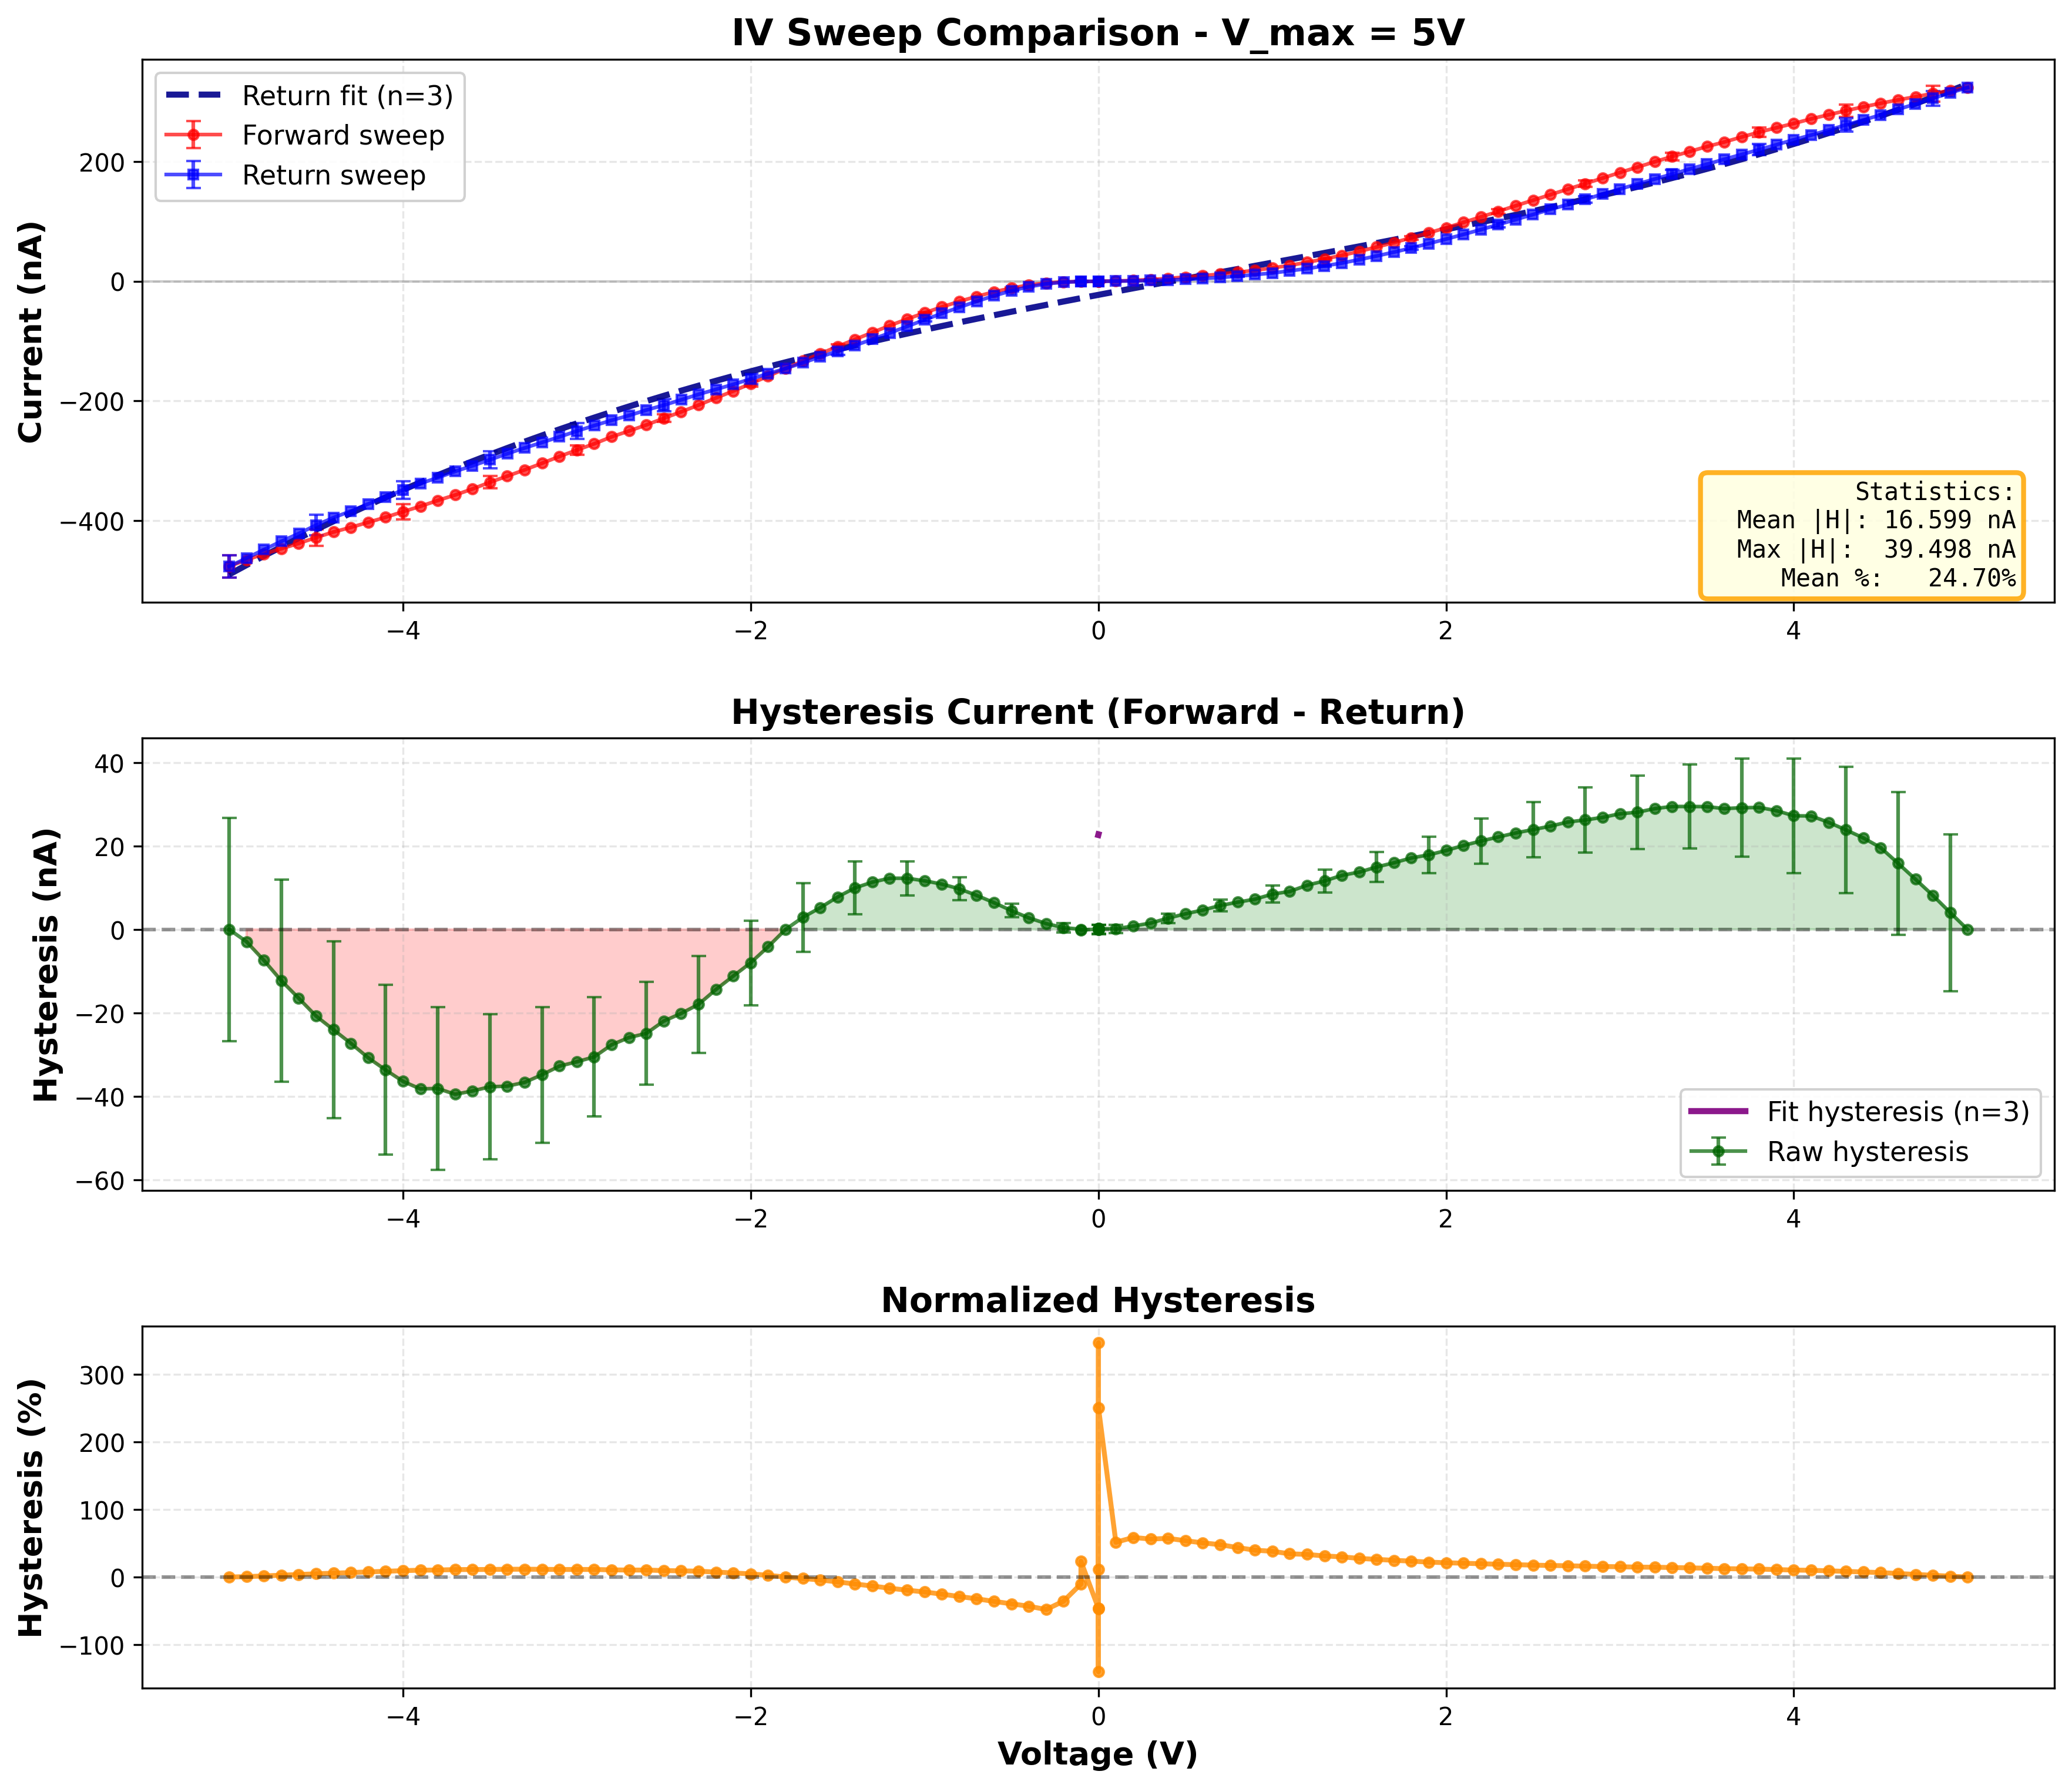 IV Sweep Comparison - V_max = 5V
Return fit (n=3)
Forward sweep
Return sweep
Current (nA)
200
0
−200
−400
Statistics:
Mean |H|: 16.599 nA
Max |H|: 39.498 nA
Mean %: 24.70%
−4
−2
0
2
4
Hysteresis Current (Forward - Return)
Hysteresis (nA)
40
20
0
−20
−40
−60
Fit hysteresis (n=3)
Raw hysteresis
−4
−2
0
2
4
Normalized Hysteresis
Hysteresis (%)
300
200
100
0
−100
−4
−2
0
2
4
Voltage (V)